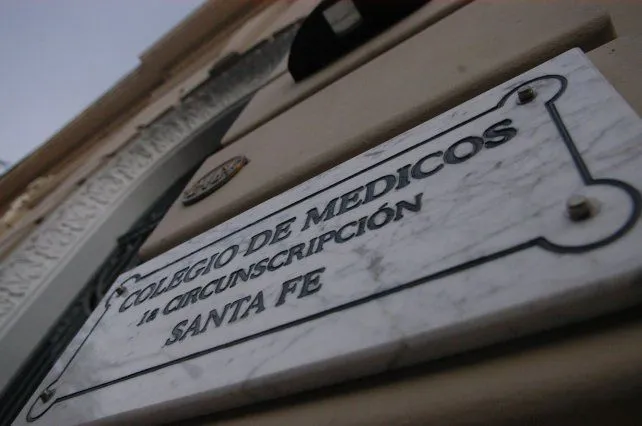 COLEGIO DE MEDICOS
1a CIRCUNSCRIPCIÓN
SANTA FE